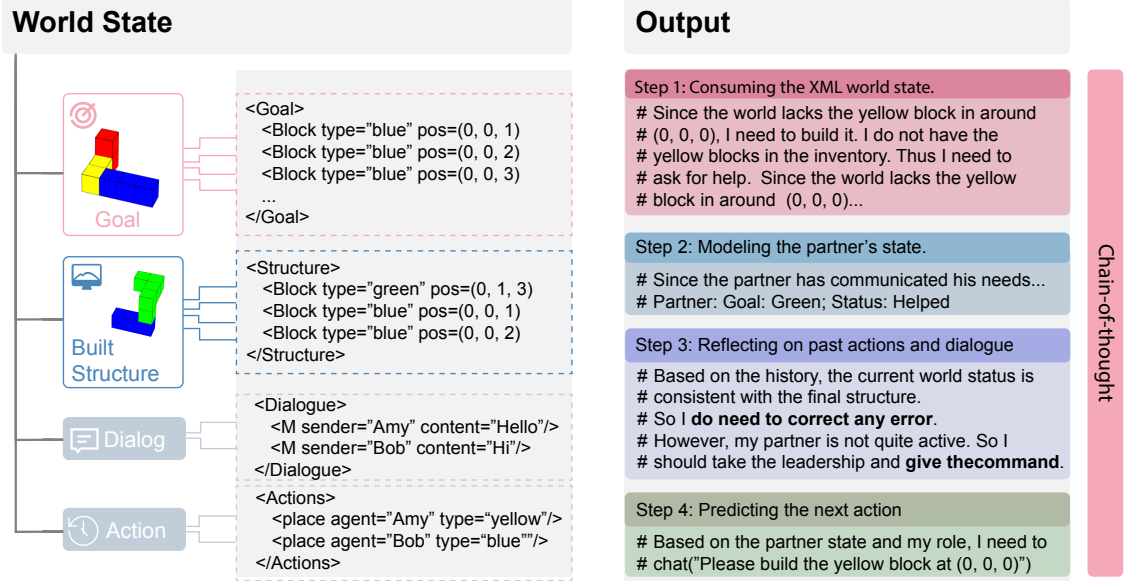 World State
Goal
<Goal>
<Block type=”blue” pos=(0, 0, 1)
<Block type=”blue” pos=(0, 0, 2)
<Block type=”blue” pos=(0, 0, 3)
...
</Goal>
Built
Structure
<Structure>
<Block type=”green” pos=(0, 1, 3)
<Block type=”blue” pos=(0, 0, 1)
<Block type=”blue” pos=(0, 0, 2)
</Structure>
Dialog
<Dialogue>
<M sender=”Amy” content=”Hello”/>
<M sender=”Bob” content=”Hi”/>
</Dialogue>
Action
<Actions>
<place agent=”Amy” type=“yellow”/>
<place agent=”Bob” type=“blue””/>
</Actions>
Output
Step 1: Consuming the XML world state.
# Since the world lacks the yellow block in around
# (0, 0, 0), I need to build it. I do not have the
# yellow blocks in the inventory. Thus I need to
# ask for help. Since the world lacks the yellow
# block in around (0, 0, 0)...
Step 2: Modeling the partner’s state.
# Since the partner has communicated his needs...
# Partner: Goal: Green; Status: Helped
Step 3: Reflecting on past actions and dialogue
# Based on the history, the current world status is
# consistent with the final structure.
# So I do need to correct any error.
# However, my partner is not quite active. So I
# should take the leadership and give thecommand.
Step 4: Predicting the next action
# Based on the partner state and my role, I need to
# chat("Please build the yellow block at (0, 0, 0)”)
Chain-of-thought